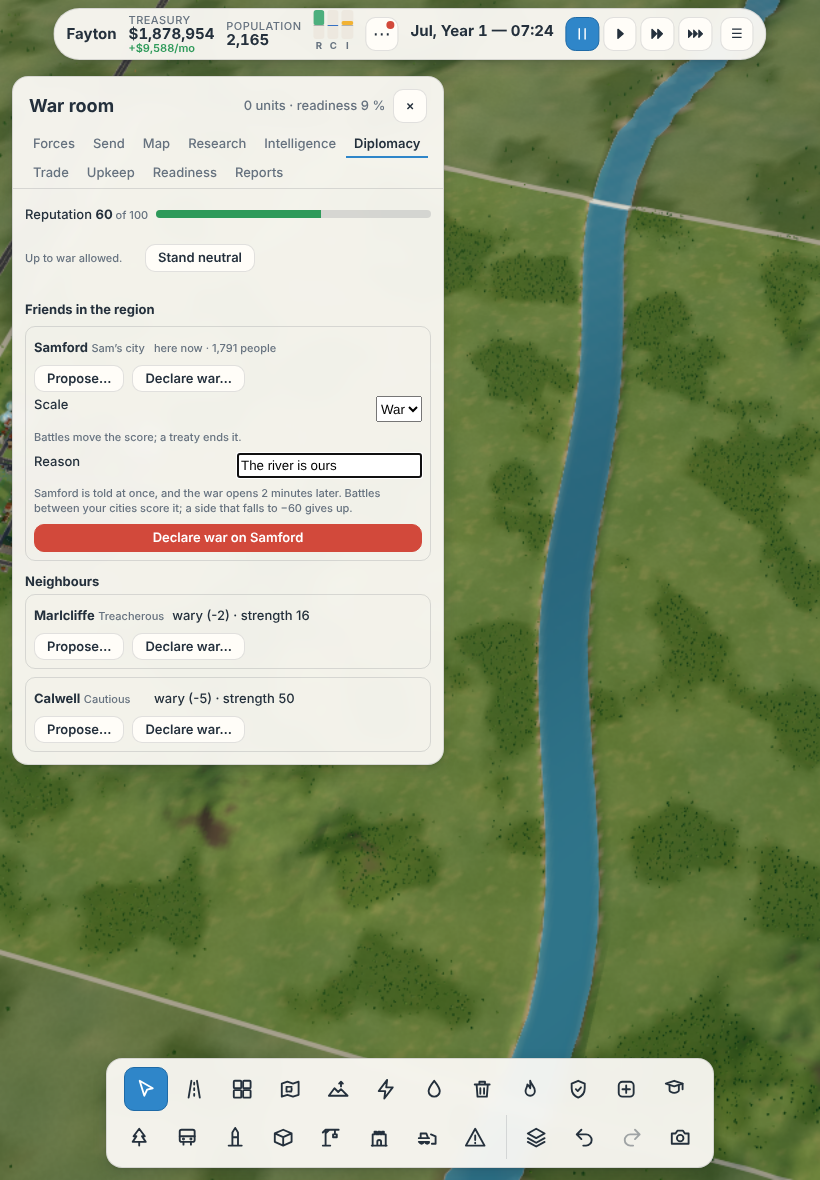 Fayton
TREASURY
$1,878,954
+$9,588/mo
POPULATION
2,165
R C I
Jul, Year 1 — 07:24
War room
0 units · readiness 9 %
×
Forces Send Map Research Intelligence Diplomacy
Trade Upkeep Readiness Reports
Reputation 60 of 100
Up to war allowed. Stand neutral
Friends in the region
Samford Sam's city here now · 1,791 people
Propose... Declare war...
Scale War
Battles move the score; a treaty ends it.
Reason The river is ours
Samford is told at once, and the war opens 2 minutes later. Battles
between your cities score it; a side that falls to −60 gives up.
Declare war on Samford
Neighbours
Marlcliffe Treacherous wary (-2) · strength 16
Propose... Declare war...
Calwell Cautious wary (-5) · strength 50
Propose... Declare war...